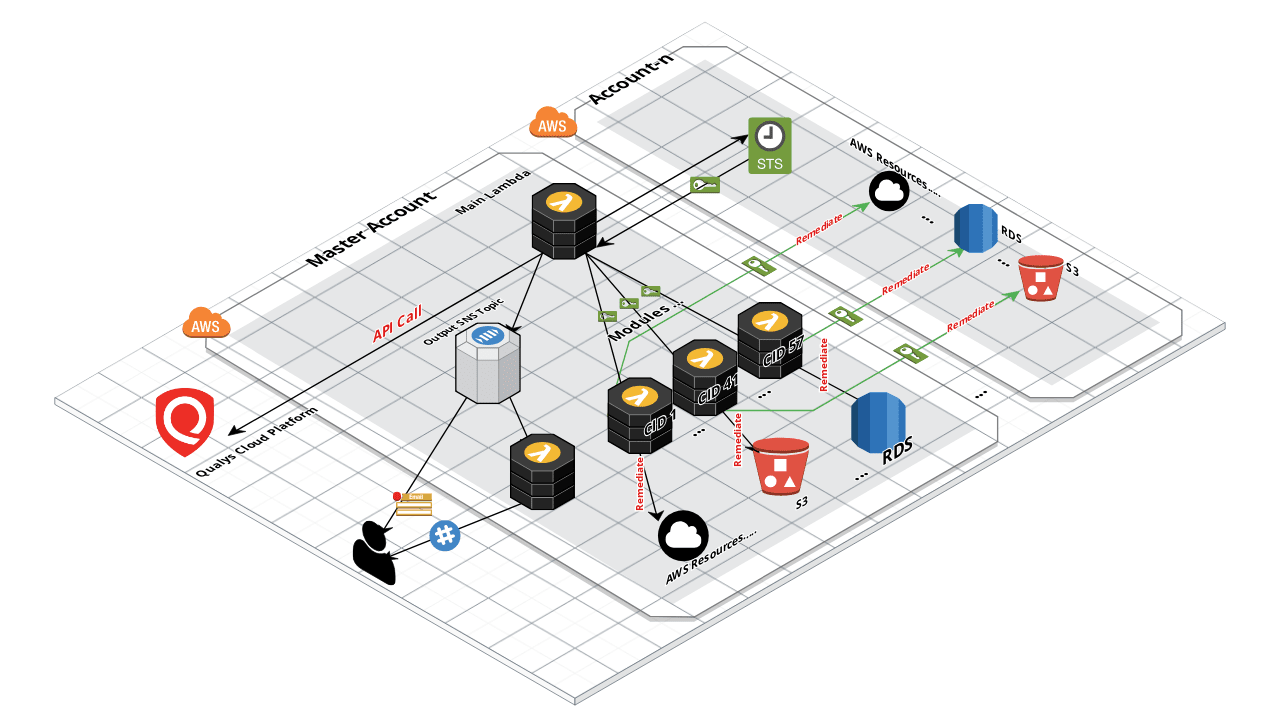 Account-n
AWS
STS
AWS Resources.....
...
RDS
...
S3
Main Lambda
Master Account
Remediate
Remediate
Remediate
AWS
API Call
Output SNS Topic
Modules ...
CID 57
CID 41
CID 1
Remediate
Remediate
Remediate
...
...
...
...
RDS
S3
Qualys Cloud Platform
Email
#
AWS Resources.....